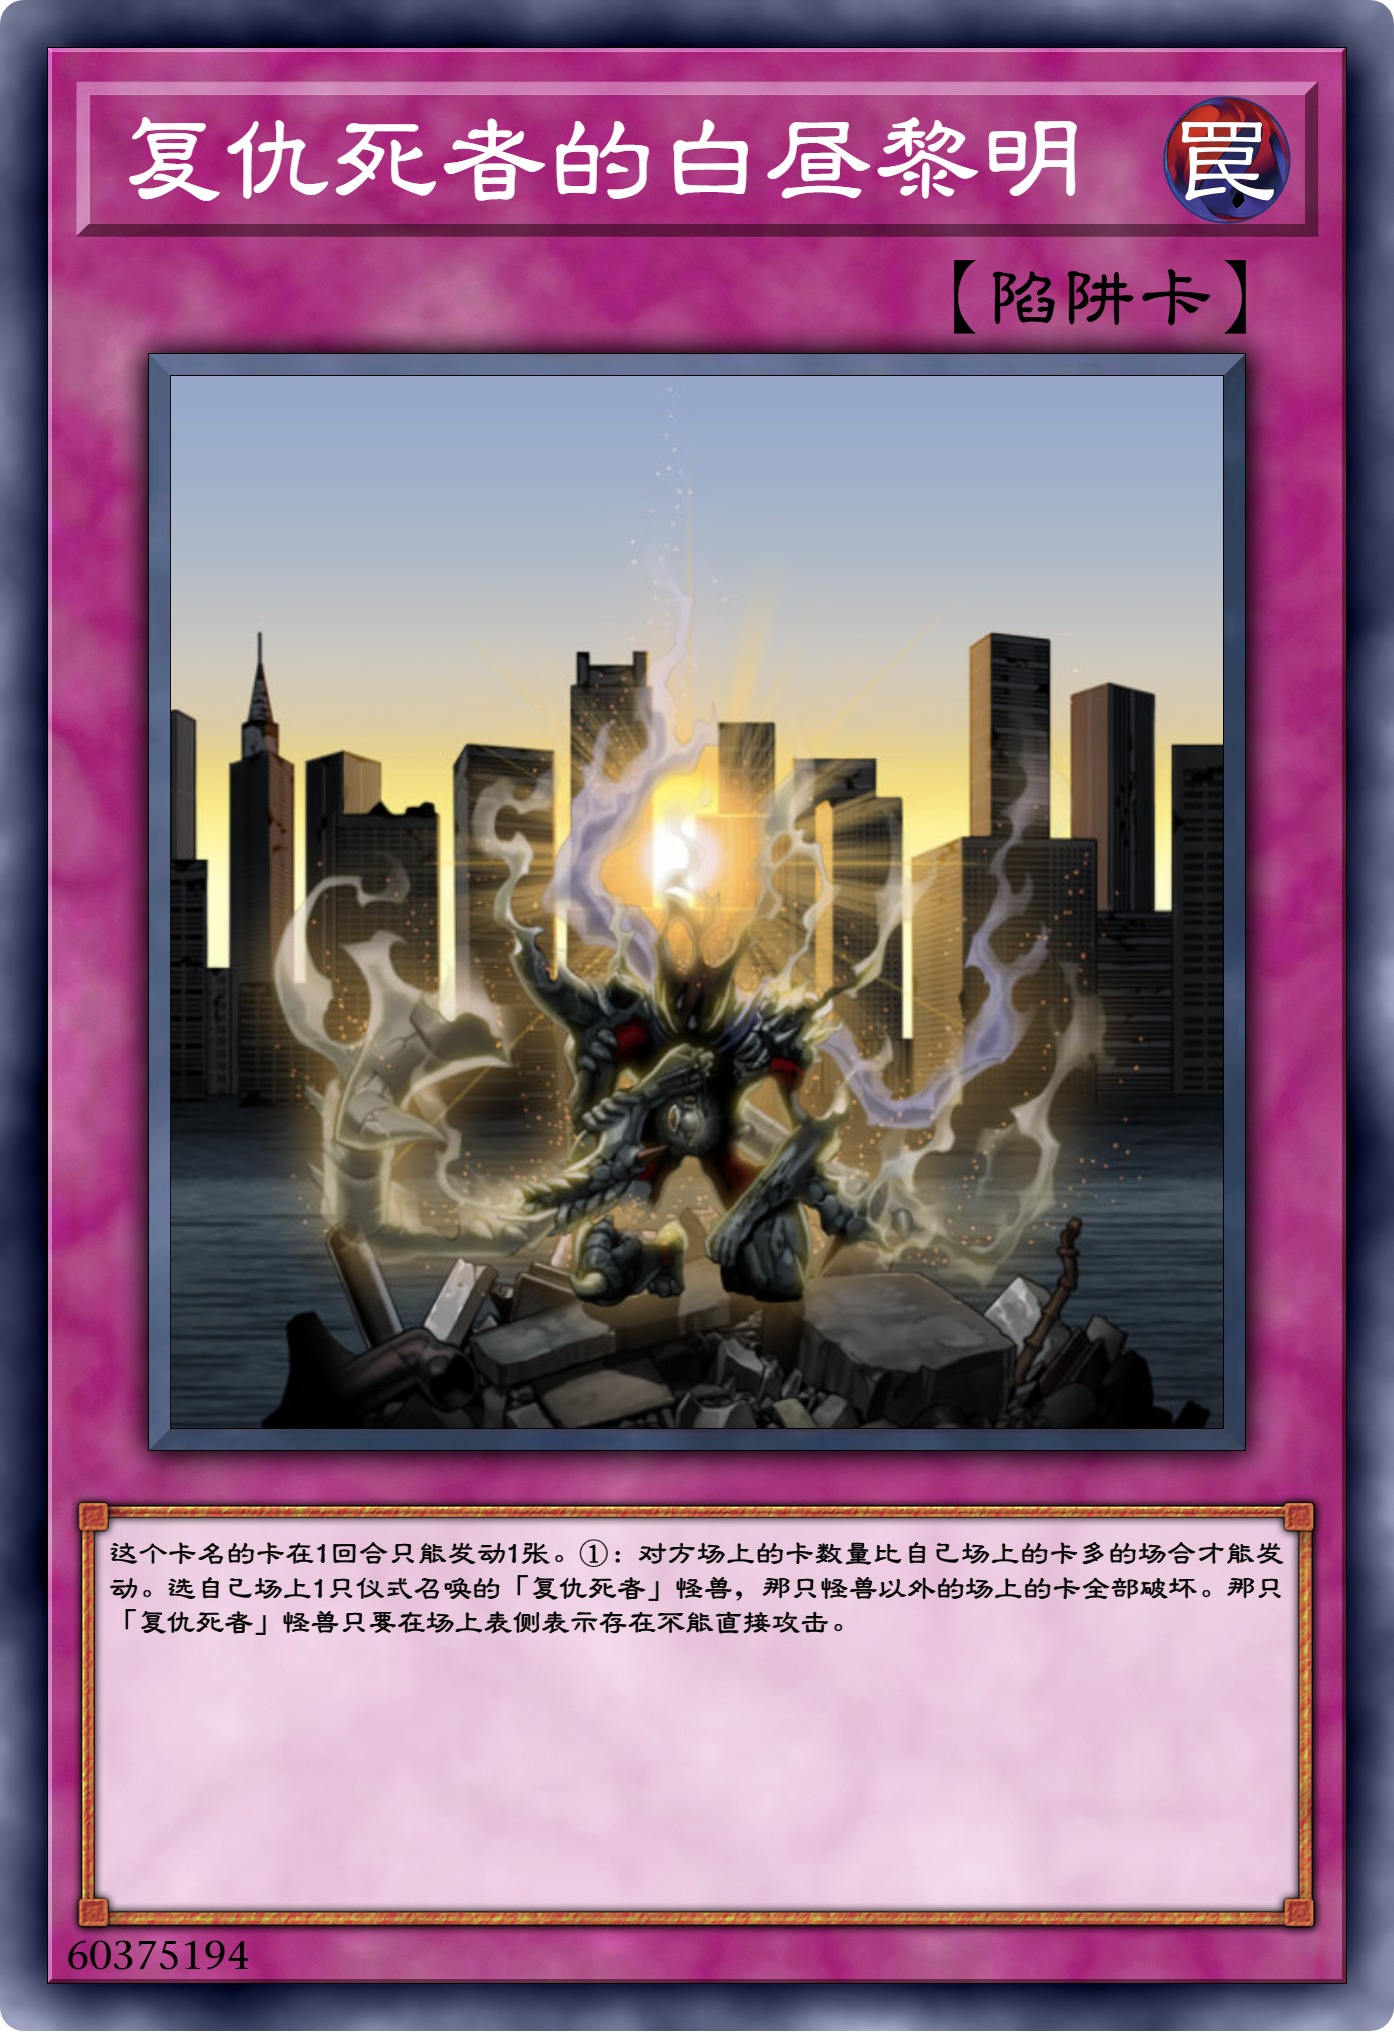 复仇死者的白昼黎明
罠
【陷阱卡】
这个卡名的卡在1回合只能发动1张。①：对方场上的卡数量比自己场上的卡多的场合才能发
动。选自己场上1只仪式召唤的「复仇死者」怪兽，那只怪兽以外的场上的卡全部破坏。那只
「复仇死者」怪兽只要在场上表侧表示存在不能直接攻击。
60375194